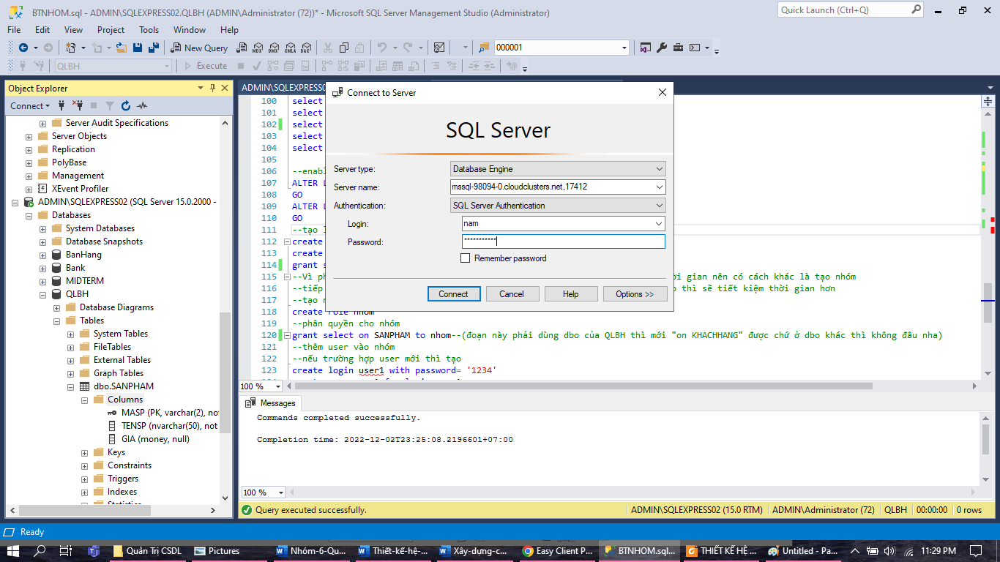 BTNHOM.sql - ADMIN\SQLEXPRESS02.QLBH (ADMIN\Administrator (72))* - Microsoft SQL Server Management Studio (Administrator)
Quick Launch (Ctrl+Q)
File Edit View Project Tools Window Help
New Query MDX DMX XMLA DAX 000001
QLBH Execute
Object Explorer
Connect
Server Audit Specifications
Server Objects
Replication
PolyBase
Management
XEvent Profiler
ADMIN\SQLEXPRESS02 (SQL Server 15.0.2000 -
Databases
System Databases
Database Snapshots
BanHang
Bank
MIDTERM
QLBH
Database Diagrams
Tables
System Tables
FileTables
External Tables
Graph Tables
dbo.SANPHAM
Columns
MASP (PK, varchar(2), no
TENSP (nvarchar(50), not
GIA (money, null)
Keys
Constraints
Triggers
Indexes
Statistics
ADMIN\SQLEXPRESS
100 select
101 select
102 select
103 select
104 select
105
106 --enabl
107 ALTER L
108 GO
109 ALTER L
110 GO
111 --tạo l
112 create
113 create
114 grant s
115 --Vì ph ời gian nên có cách khác là tạo nhóm
116 --tiếp o thì sẽ tiết kiệm thời gian hơn
117 --tạo n
118 create role nhom
119 --phân quyền cho nhóm
120 grant select on SANPHAM to nhom--(đoạn này phải dùng dbo của QLBH thì mới "on KHACHHANG" được chứ ở dbo khác thì không đâu nha)
121 --thêm user vào nhóm
122 --nếu trường hợp user mới thì tạo
123 create login user1 with password= '1234'
100 %
Connect to Server
SQL Server
Server type: Database Engine
Server name: mssql-98094-0.cloudclusters.net,17412
Authentication: SQL Server Authentication
Login: nam
Password: ***********
Remember password
Connect Cancel Help Options >>
Messages
Commands completed successfully.
Completion time: 2022-12-02T23:25:08.2196601+07:00
100 %
Query executed successfully. ADMIN\SQLEXPRESS02 (15.0 RTM) ADMIN\Administrator (72) QLBH 00:00:00 0 rows
Ready
Quản Trị CSDL Pictures Nhóm-6-Qu... Thiết-kế-hệ-... Xây-dựng-c... Easy Client P... BTNHOM.sql... THIẾT KẾ HỆ ... Untitled - Pa... 11:29 PM